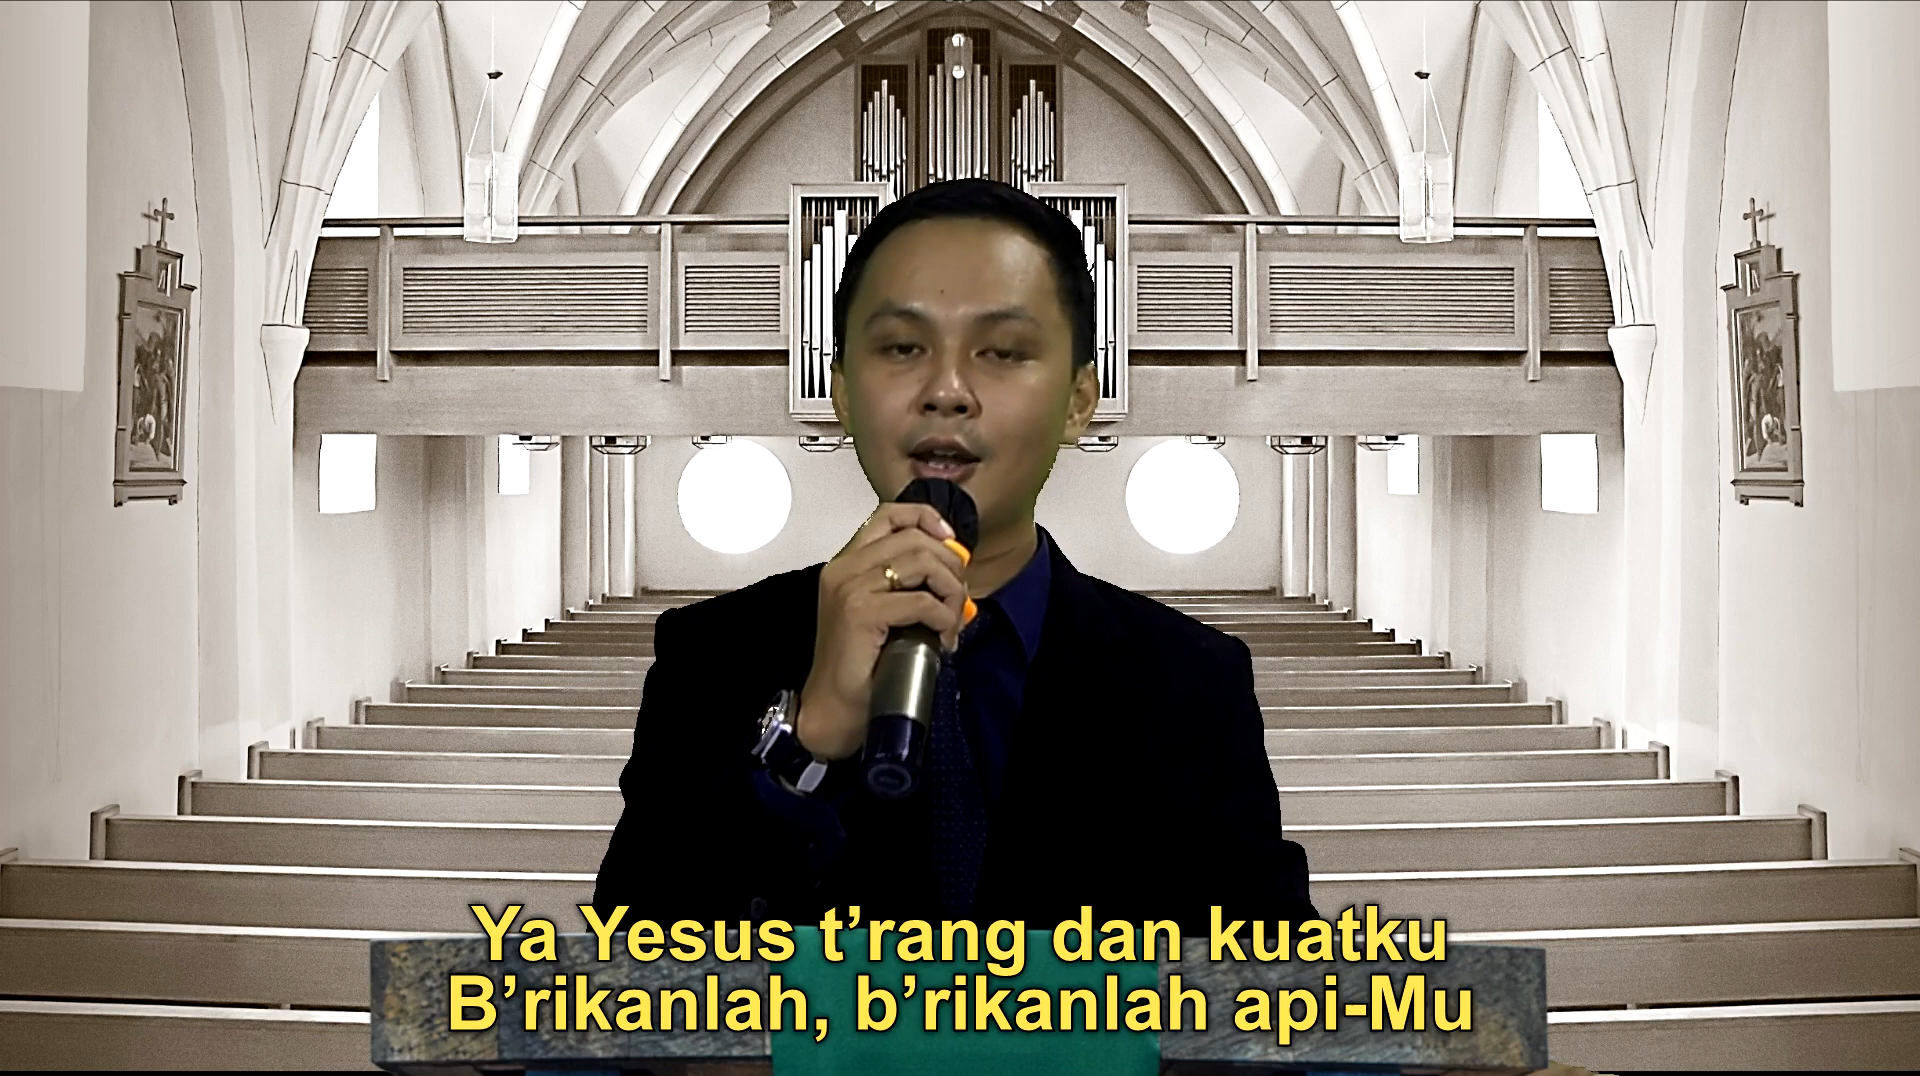 Ya Yesus t’rang dan kuatku
B’rikanlah, b’rikanlah api-Mu